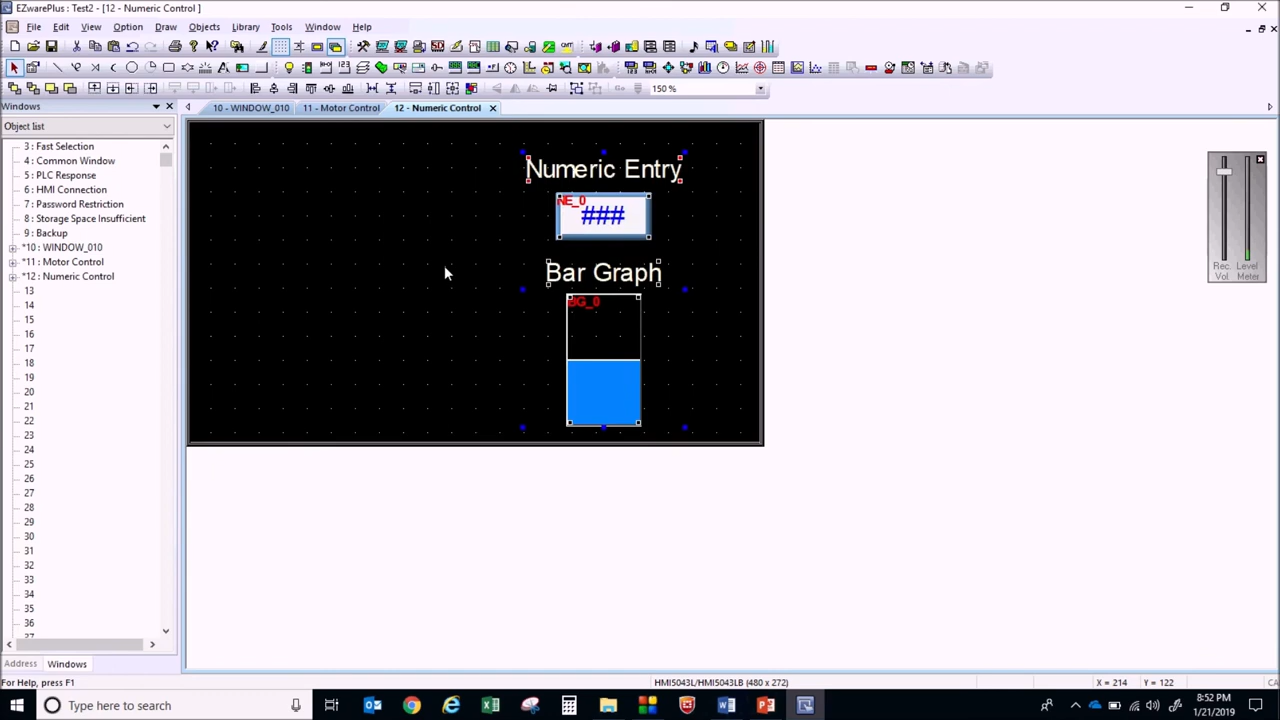 EZwarePlus : Test2 - [12 - Numeric Control ]
File Edit View Option Draw Objects Library Tools Window Help
150 %
Windows
10 - WINDOW_010 11 - Motor Control 12 - Numeric Control
Object list
3 : Fast Selection
4 : Common Window
5 : PLC Response
6 : HMI Connection
7 : Password Restriction
8 : Storage Space Insufficient
9 : Backup
*10 : WINDOW_010
*11 : Motor Control
*12 : Numeric Control
13
14
15
16
17
18
19
20
21
22
23
24
25
26
27
28
29
30
31
32
33
34
35
36
37
Numeric Entry
NE_0
###
Bar Graph
BG_0
Rec. Level
Vol Meter
Address Windows
For Help, press F1
HMI5043L/HMI5043LB (480 x 272)
X = 214 Y = 122
CA
Type here to search
8:52 PM
1/21/2019